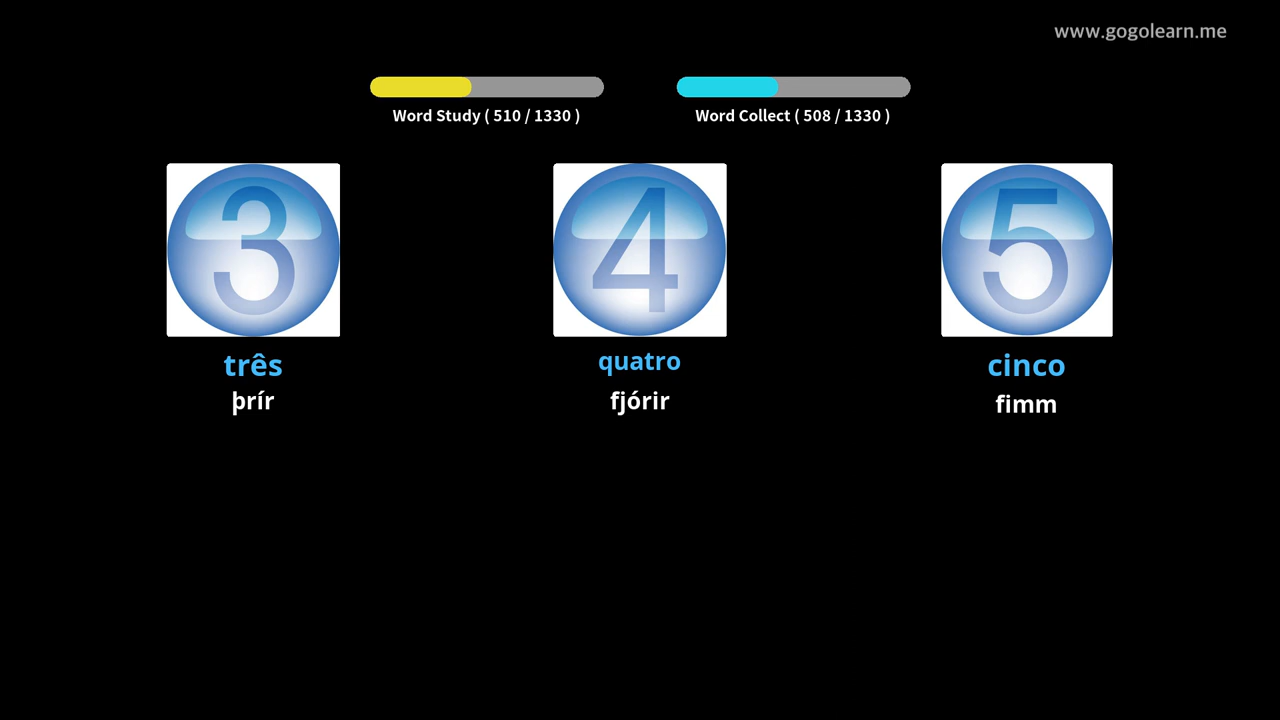 www.gogolearn.me
Word Study ( 510 / 1330 )
Word Collect ( 508 / 1330 )
3
4
5
três
quatro
cinco
þrír
fjórir
fimm